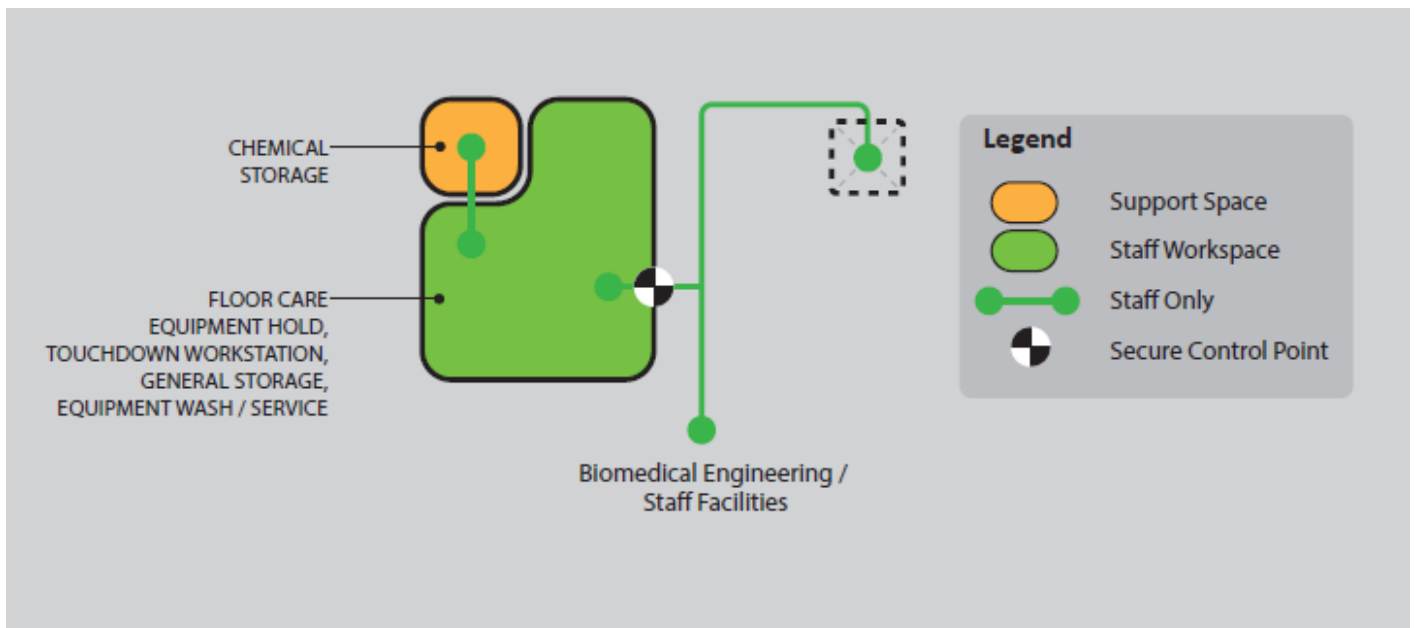 CHEMICAL
STORAGE
FLOOR CARE
EQUIPMENT HOLD,
TOUCHDOWN WORKSTATION,
GENERAL STORAGE,
EQUIPMENT WASH / SERVICE
Biomedical Engineering /
Staff Facilities
Legend
Support Space
Staff Workspace
Staff Only
Secure Control Point